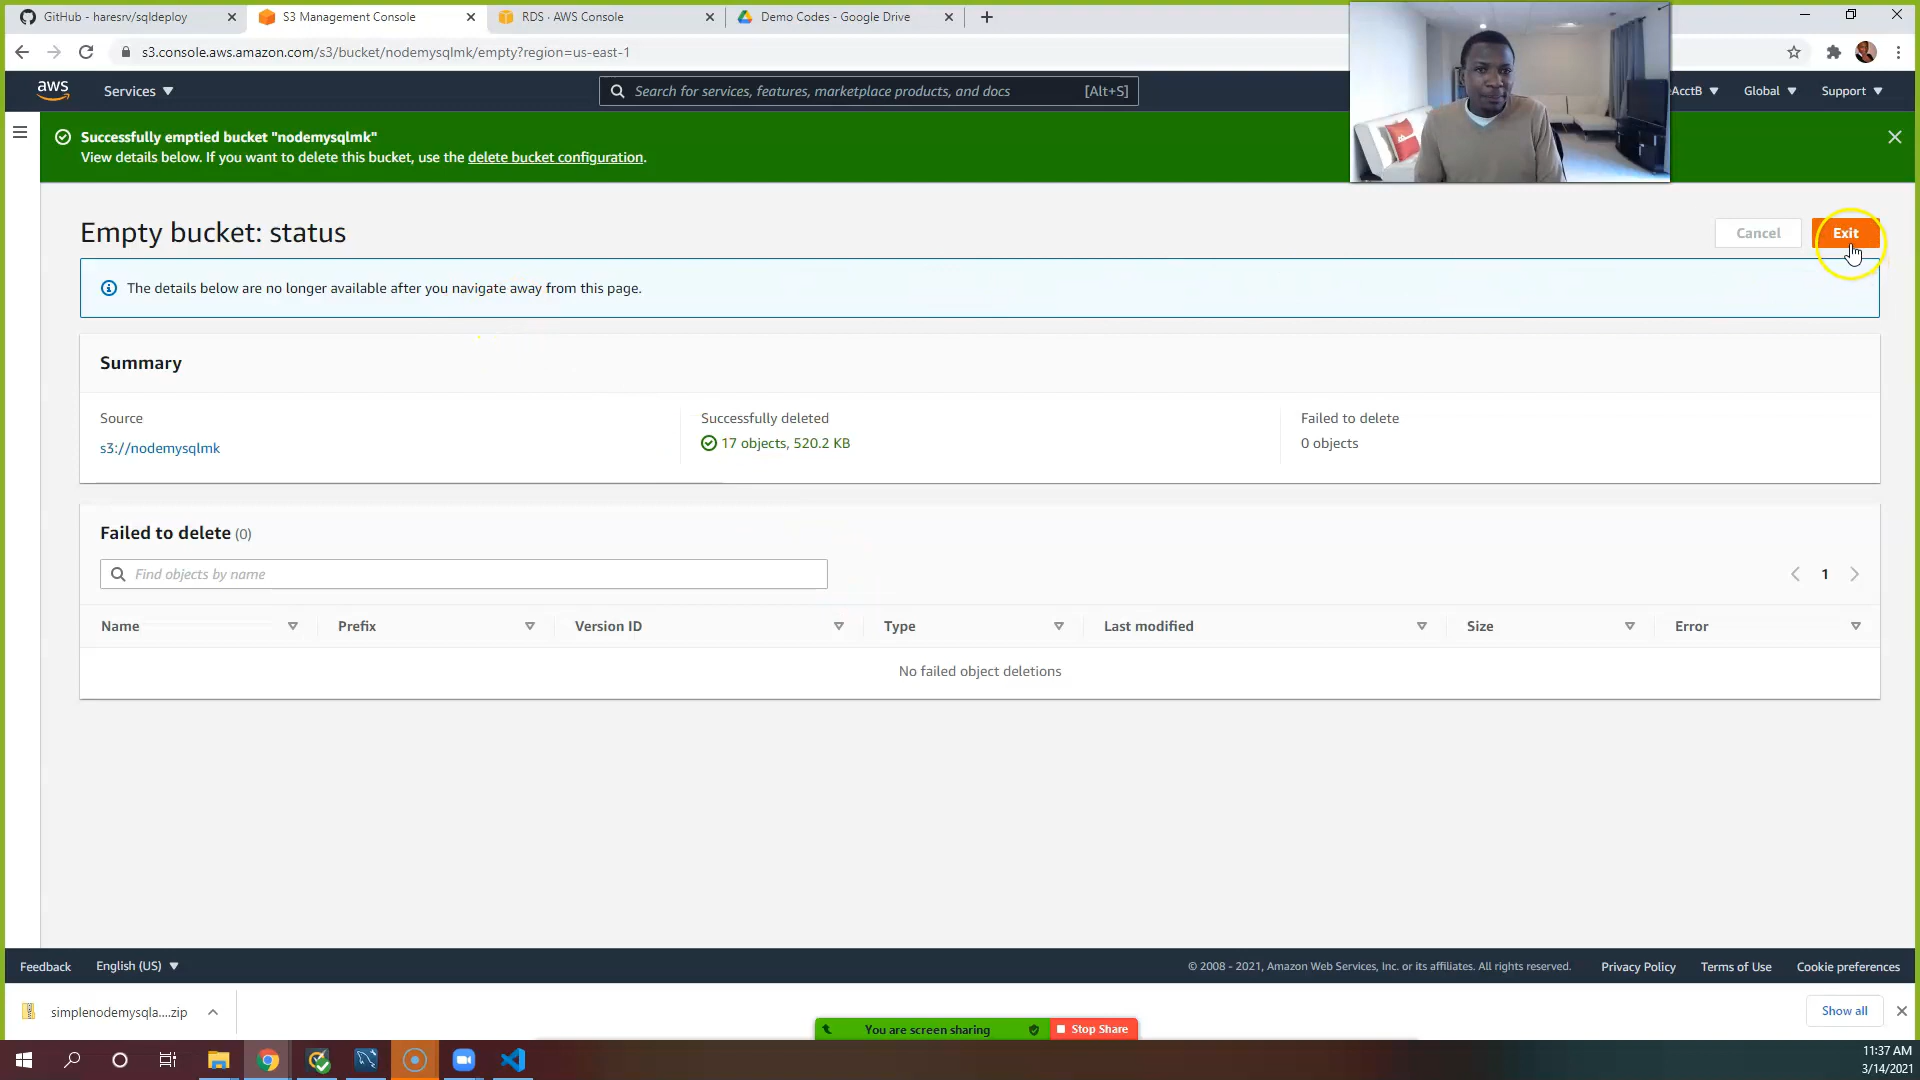 GitHub - haresrv/sqldeploy
S3 Management Console
RDS · AWS Console
Demo Codes - Google Drive
s3.console.aws.amazon.com/s3/bucket/nodemysqlmk/empty?region=us-east-1
aws
Services
Search for services, features, marketplace products, and docs
[Alt+S]
AcctB
Global
Support
Successfully emptied bucket "nodemysqlmk"
View details below. If you want to delete this bucket, use the delete bucket configuration.
Empty bucket: status
Cancel
Exit
The details below are no longer available after you navigate away from this page.
Summary
Source
s3://nodemysqlmk
Successfully deleted
17 objects, 520.2 KB
Failed to delete
0 objects
Failed to delete (0)
Find objects by name
1
Name
Prefix
Version ID
Type
Last modified
Size
Error
No failed object deletions
Feedback
English (US)
© 2008 - 2021, Amazon Web Services, Inc. or its affiliates. All rights reserved.
Privacy Policy
Terms of Use
Cookie preferences
simplenodemysqla....zip
Show all
You are screen sharing
Stop Share
11:37 AM
3/14/2021